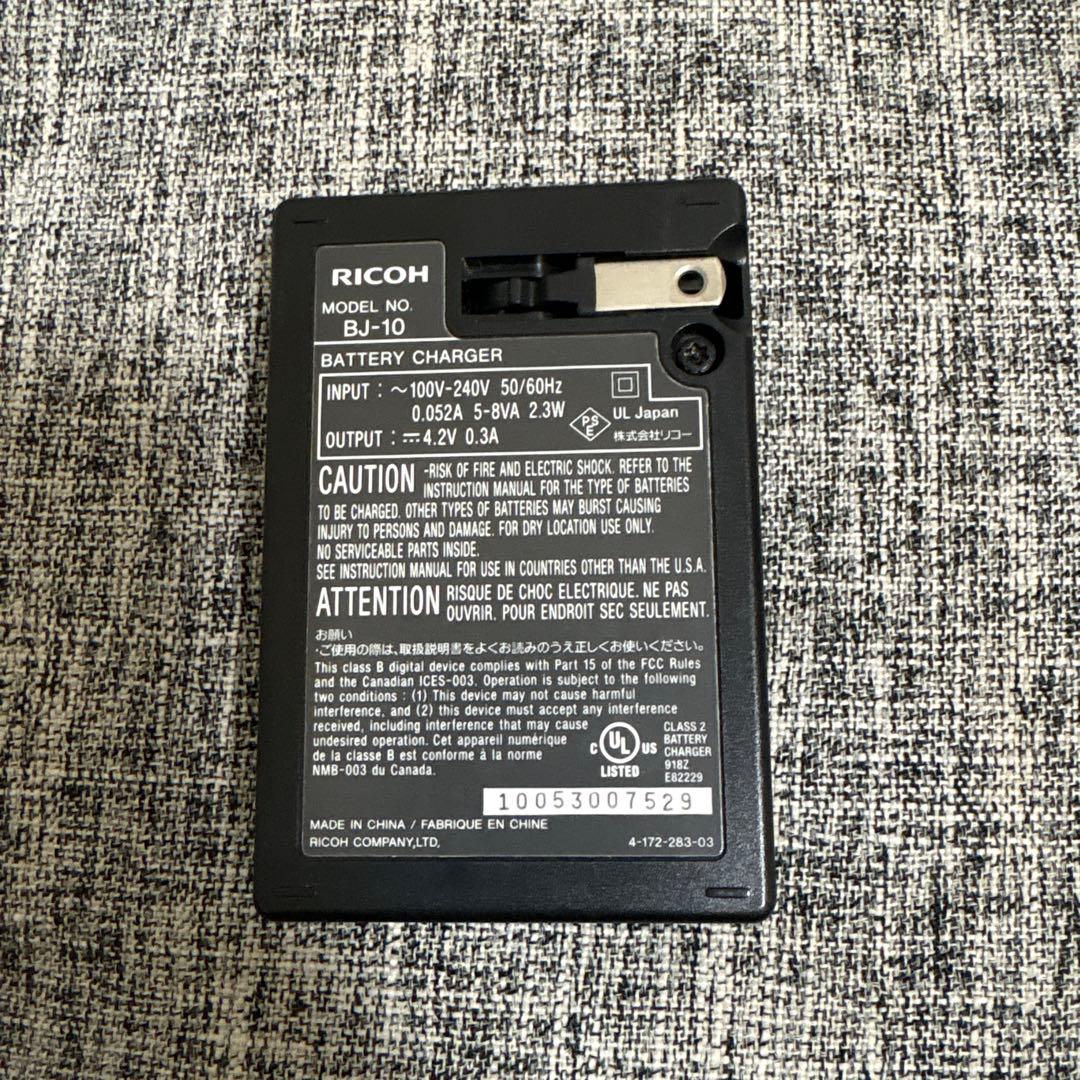 RICOH
MODEL NO.
BJ-10
BATTERY CHARGER
INPUT : ~100V-240V 50/60Hz
0.052A 5-8VA 2.3W
OUTPUT : ⎓4.2V 0.3A
PS
E
UL Japan
株式会社リコー
CAUTION -RISK OF FIRE AND ELECTRIC SHOCK. REFER TO THE
INSTRUCTION MANUAL FOR THE TYPE OF BATTERIES
TO BE CHARGED. OTHER TYPES OF BATTERIES MAY BURST CAUSING
INJURY TO PERSONS AND DAMAGE. FOR DRY LOCATION USE ONLY.
NO SERVICEABLE PARTS INSIDE.
SEE INSTRUCTION MANUAL FOR USE IN COUNTRIES OTHER THAN THE U.S.A.
ATTENTION RISQUE DE CHOC ELECTRIQUE. NE PAS
OUVRIR. POUR ENDROIT SEC SEULEMENT.
お願い
・ご使用の際は、取扱説明書をよくお読みのうえ正しくお使いください。
This class B digital device complies with Part 15 of the FCC Rules
and the Canadian ICES-003. Operation is subject to the following
two conditions : (1) This device may not cause harmful
interference, and (2) this device must accept any interference
received, including interference that may cause
undesired operation. Cet appareil numérique
de la classe B est conforme à la norme
NMB-003 du Canada.
C UL US
LISTED
CLASS 2
BATTERY
CHARGER
918Z
E82229
10053007529
MADE IN CHINA / FABRIQUE EN CHINE
RICOH COMPANY,LTD.
4-172-283-03